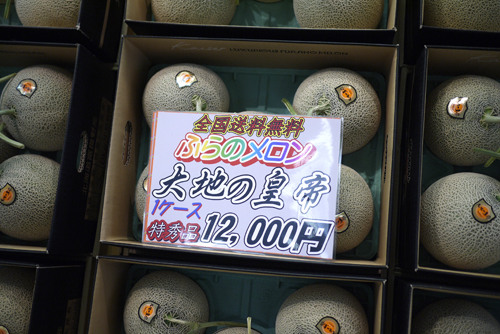 全国送料無料
ふらのメロン
大地の皇帝
1ケース
特秀品 12,000円